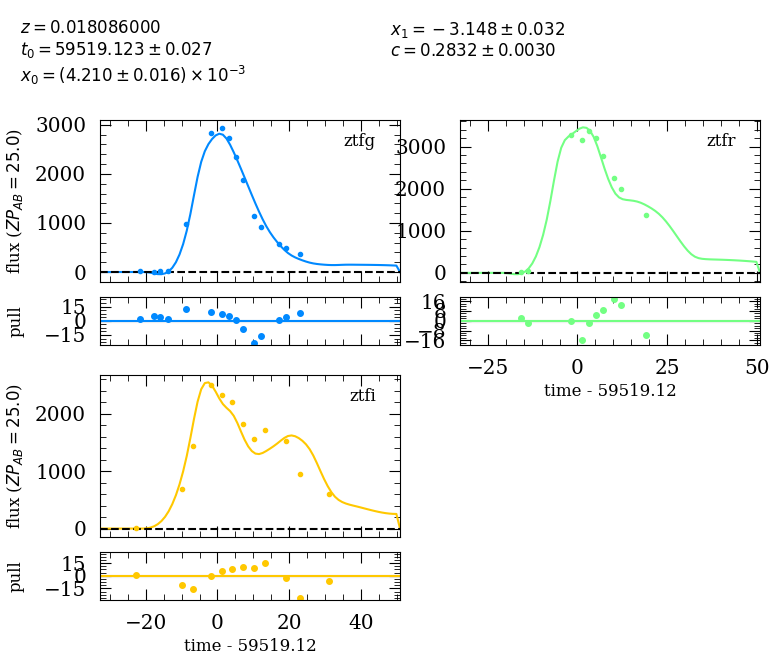 z = 0.018086000
t₀ = 59519.123 ± 0.027
x₀ = (4.210 ± 0.016) × 10⁻³
x₁ = −3.148 ± 0.032
c = 0.2832 ± 0.0030
ztfg
3000
2000
1000
0
flux (ZP_AB = 25.0)
15
0
−15
pull
ztfr
3000
2000
1000
0
16
8
0
−8
−16
−25
0
25
50
time - 59519.12
ztfi
2000
1000
0
flux (ZP_AB = 25.0)
15
0
−15
pull
−20
0
20
40
time - 59519.12